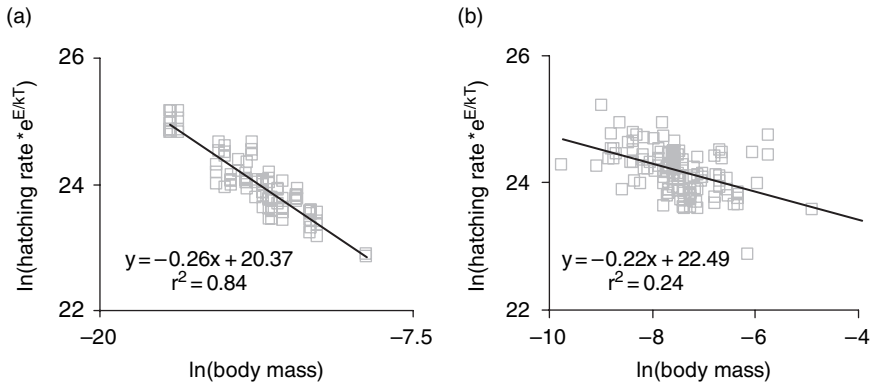 (a)
26
24
22
ln(hatching rate *e^E/kT)
y = −0.26x + 20.37
r² = 0.84
−20
−7.5
ln(body mass)
(b)
26
24
22
ln(hatching rate *e^E/kT)
y = −0.22x + 22.49
r² = 0.24
−10
−8
−6
−4
ln(body mass)